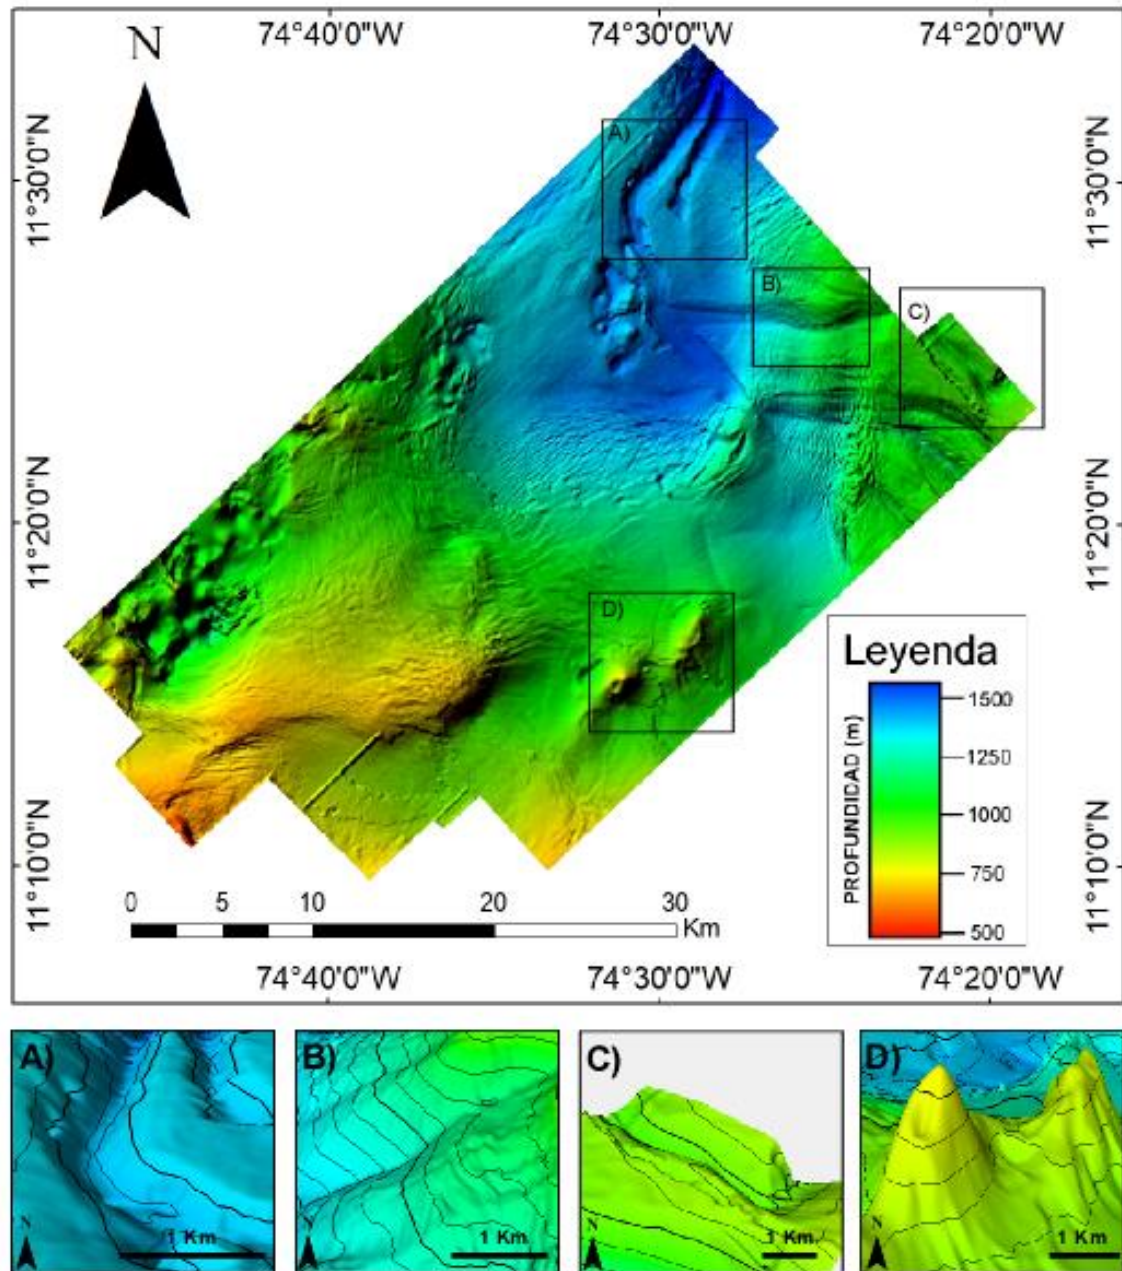 N
74°40'0"W 74°30'0"W 74°20'0"W
11°30'0"N 11°30'0"N
A)
B)
C)
11°20'0"N 11°20'0"N
D)
Leyenda
PROFUNDIDAD (m)
1500
1250
1000
750
500
11°10'0"N 11°10'0"N
0 5 10 20 30
Km
74°40'0"W 74°30'0"W 74°20'0"W
A) B) C) D)
N 1 Km N 1 Km N 1 Km N 1 Km